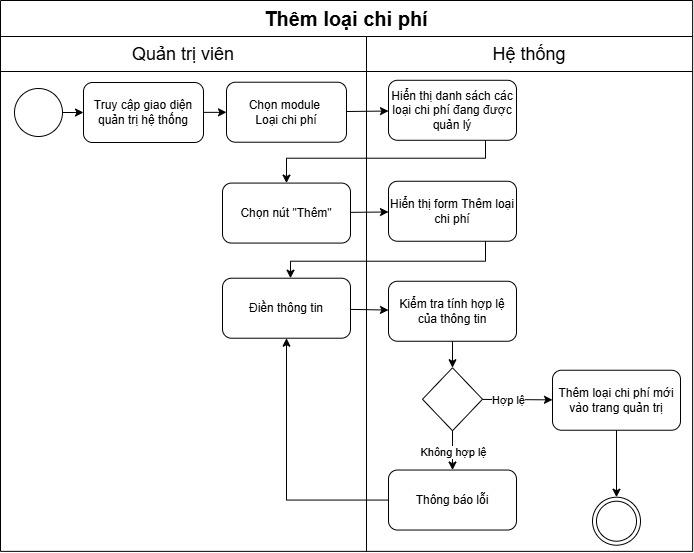 Thêm loại chi phí
Quản trị viên
Hệ thống
Truy cập giao diện
quản trị hệ thống
Chọn module
Loại chi phí
Hiển thị danh sách các
loại chi phí đang được
quản lý
Chọn nút "Thêm"
Hiển thị form Thêm loại
chi phí
Điền thông tin
Kiểm tra tính hợp lệ
của thông tin
Hợp lệ
Thêm loại chi phí mới
vào trang quản trị
Không hợp lệ
Thông báo lỗi